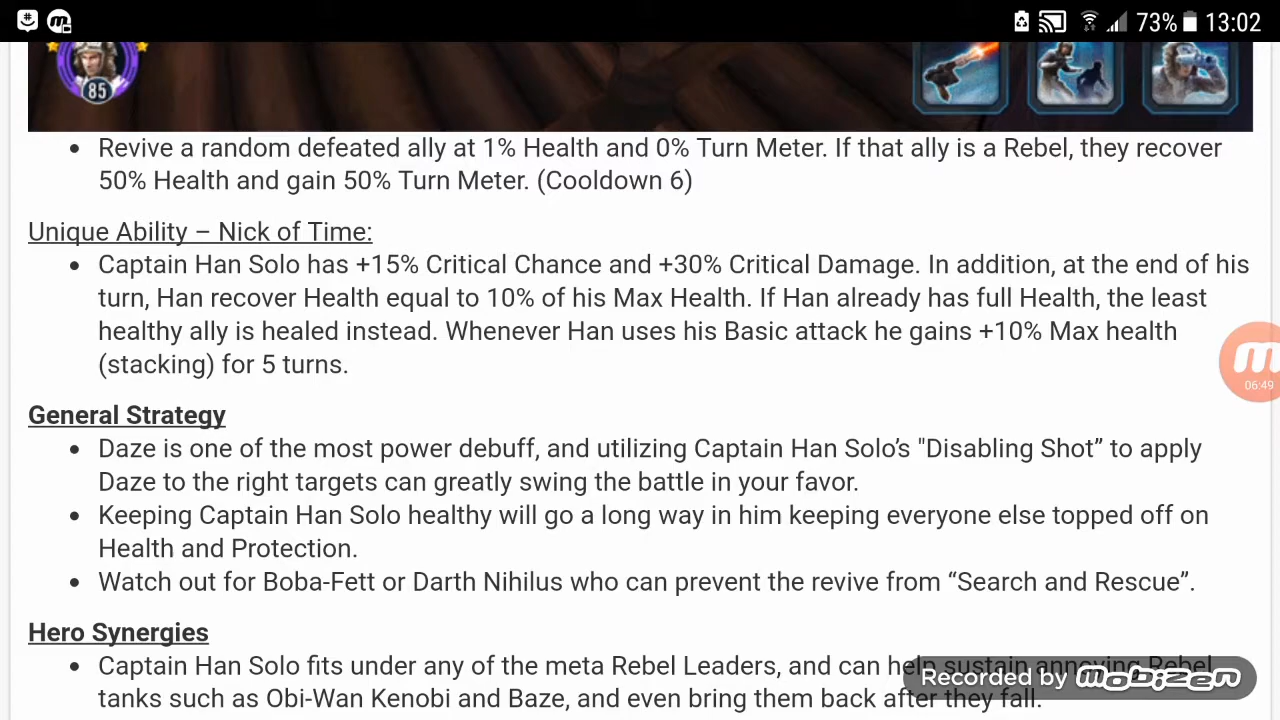 73% 13:02
85
• Revive a random defeated ally at 1% Health and 0% Turn Meter. If that ally is a Rebel, they recover
50% Health and gain 50% Turn Meter. (Cooldown 6)
Unique Ability – Nick of Time:
• Captain Han Solo has +15% Critical Chance and +30% Critical Damage. In addition, at the end of his
turn, Han recover Health equal to 10% of his Max Health. If Han already has full Health, the least
healthy ally is healed instead. Whenever Han uses his Basic attack he gains +10% Max health
(stacking) for 5 turns.
06:49
General Strategy
• Daze is one of the most power debuff, and utilizing Captain Han Solo’s "Disabling Shot” to apply
Daze to the right targets can greatly swing the battle in your favor.
• Keeping Captain Han Solo healthy will go a long way in him keeping everyone else topped off on
Health and Protection.
• Watch out for Boba-Fett or Darth Nihilus who can prevent the revive from “Search and Rescue”.
Hero Synergies
• Captain Han Solo fits under any of the meta Rebel Leaders, and can help sustain annoying Rebel
tanks such as Obi-Wan Kenobi and Baze, and even bring them back after they fall.
Recorded by mobizen